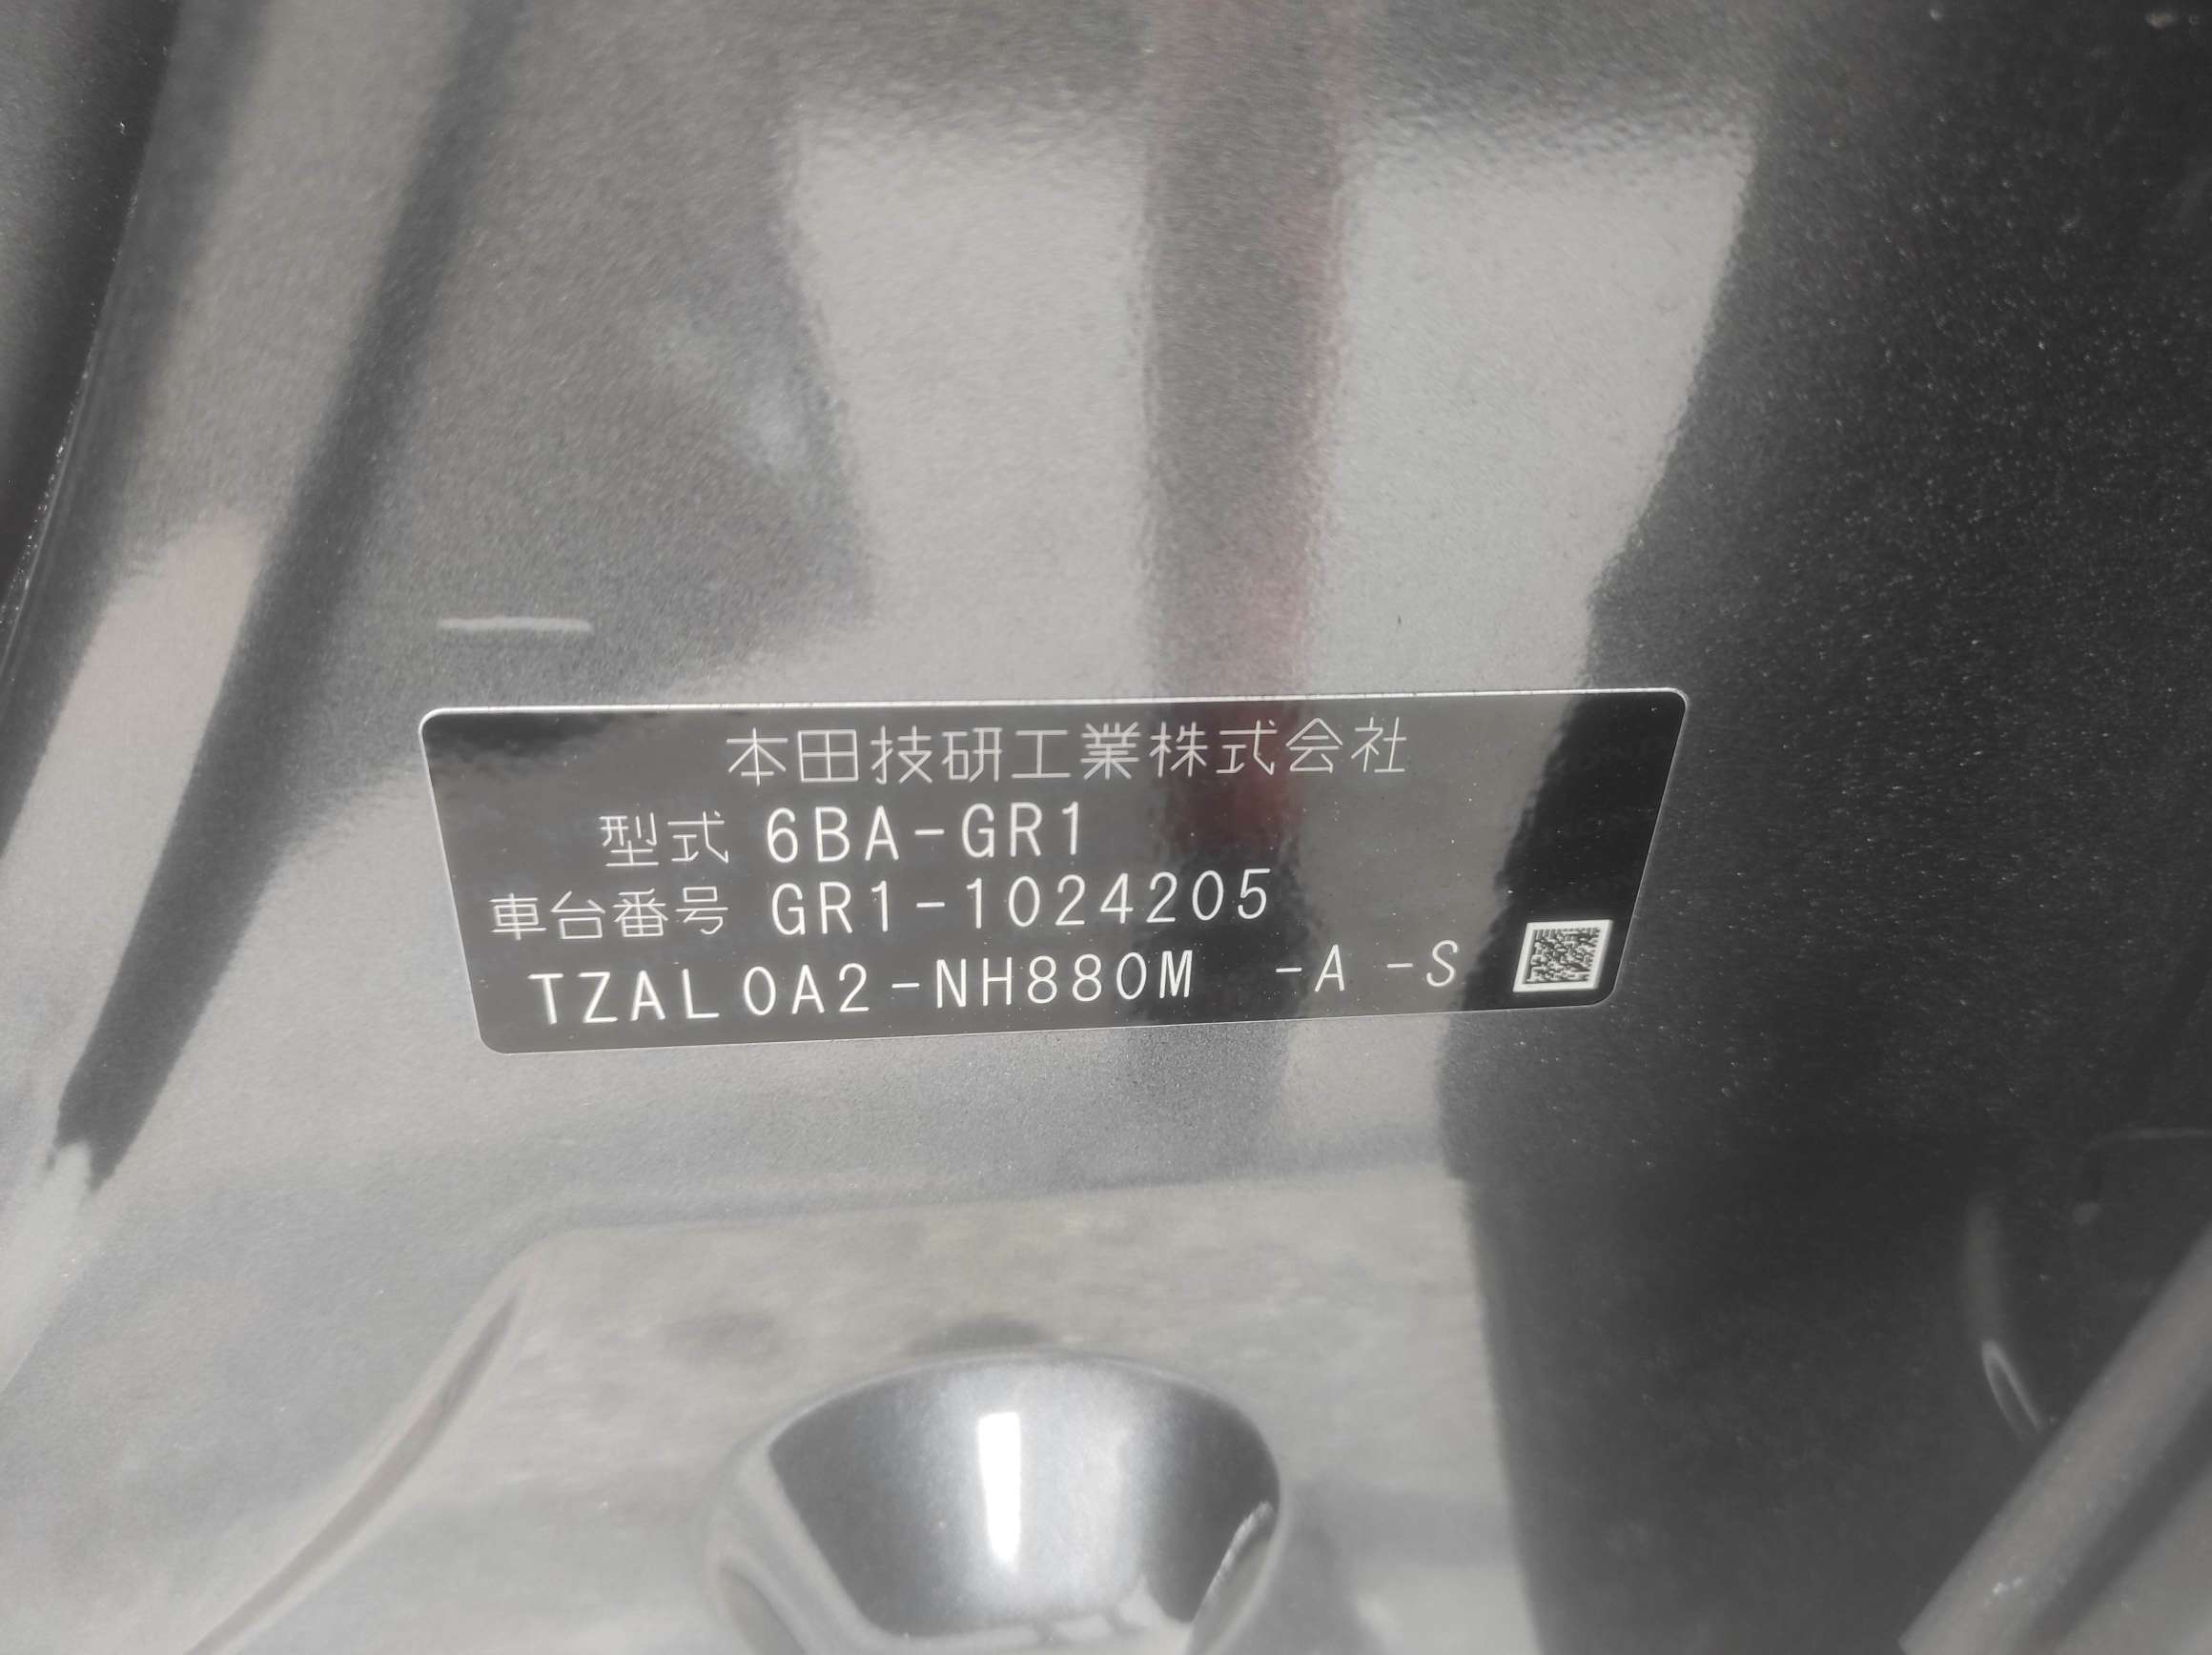 本田技研工業株式会社
型式 6BA-GR1
車台番号 GR1-1024205
TZAL0A2-NH880M -A -S